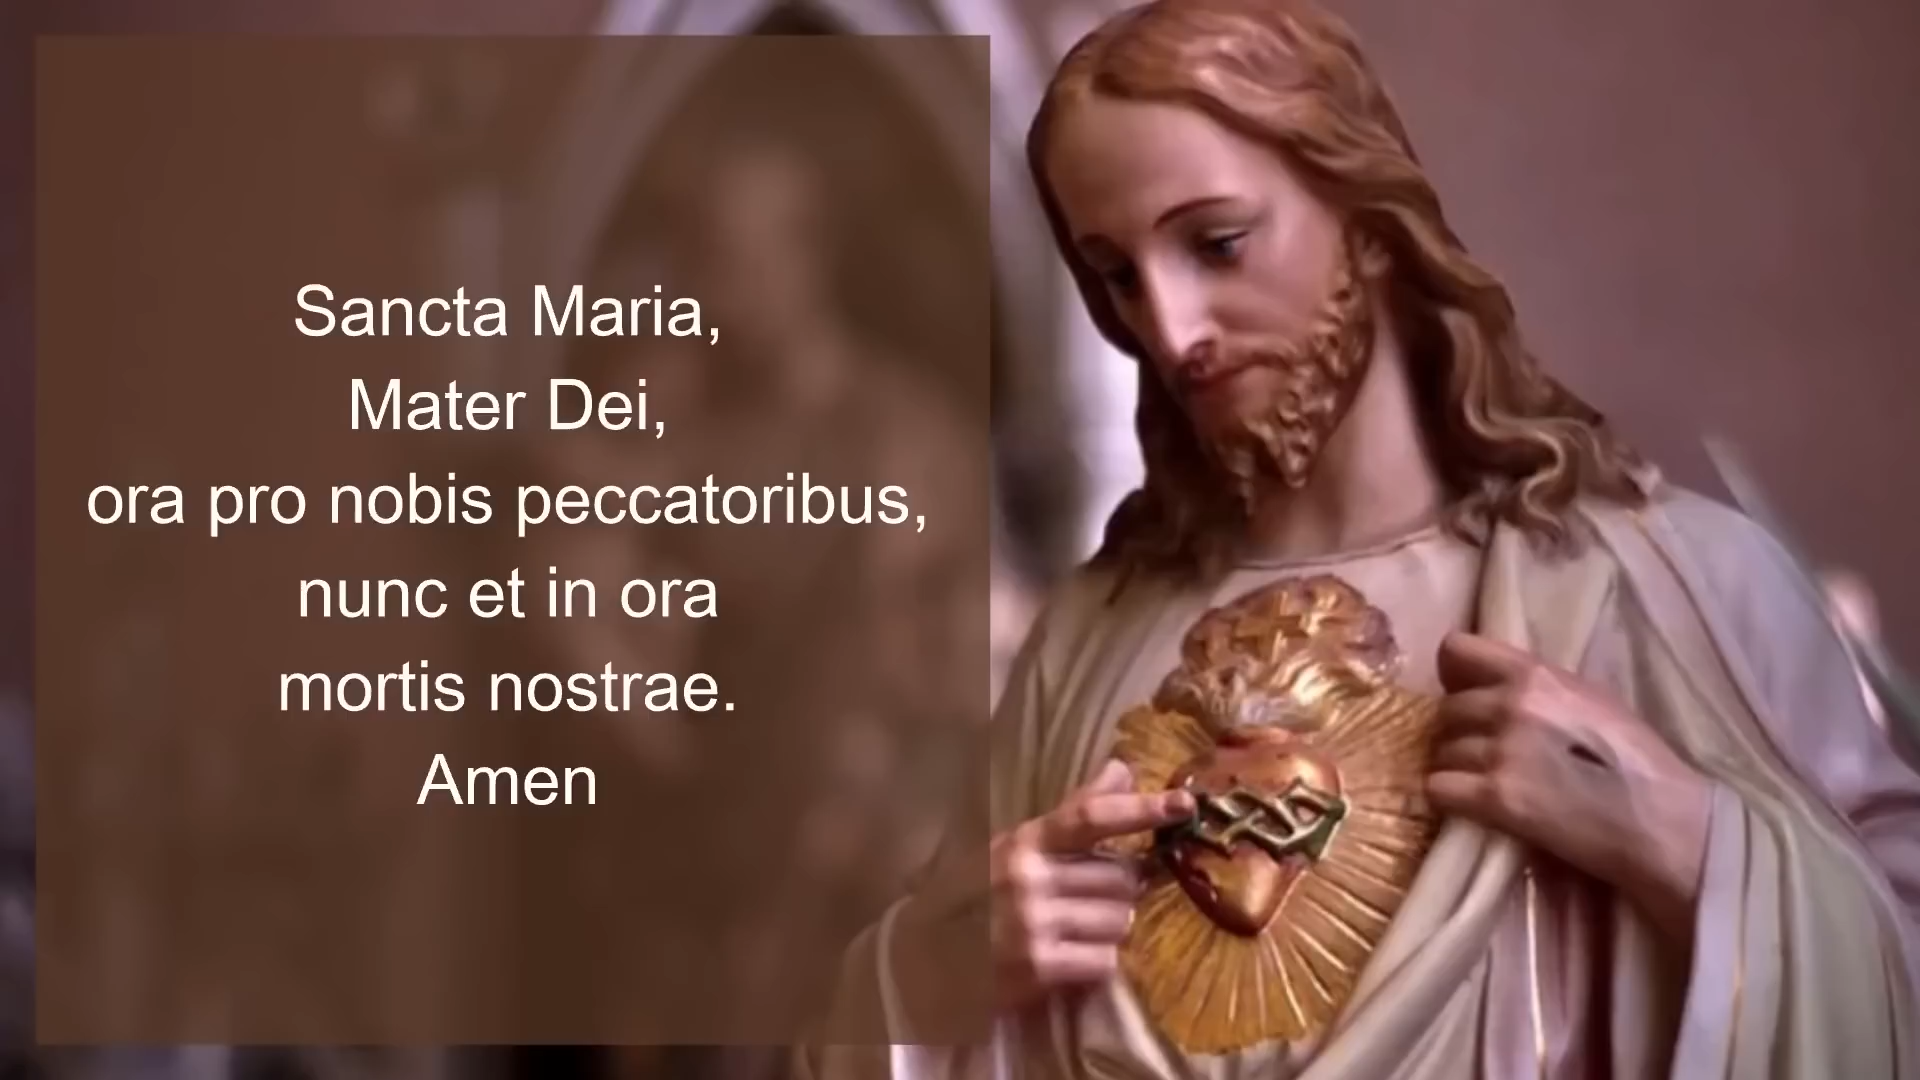 Sancta Maria,
Mater Dei,
ora pro nobis peccatoribus,
nunc et in ora
mortis nostrae.
Amen